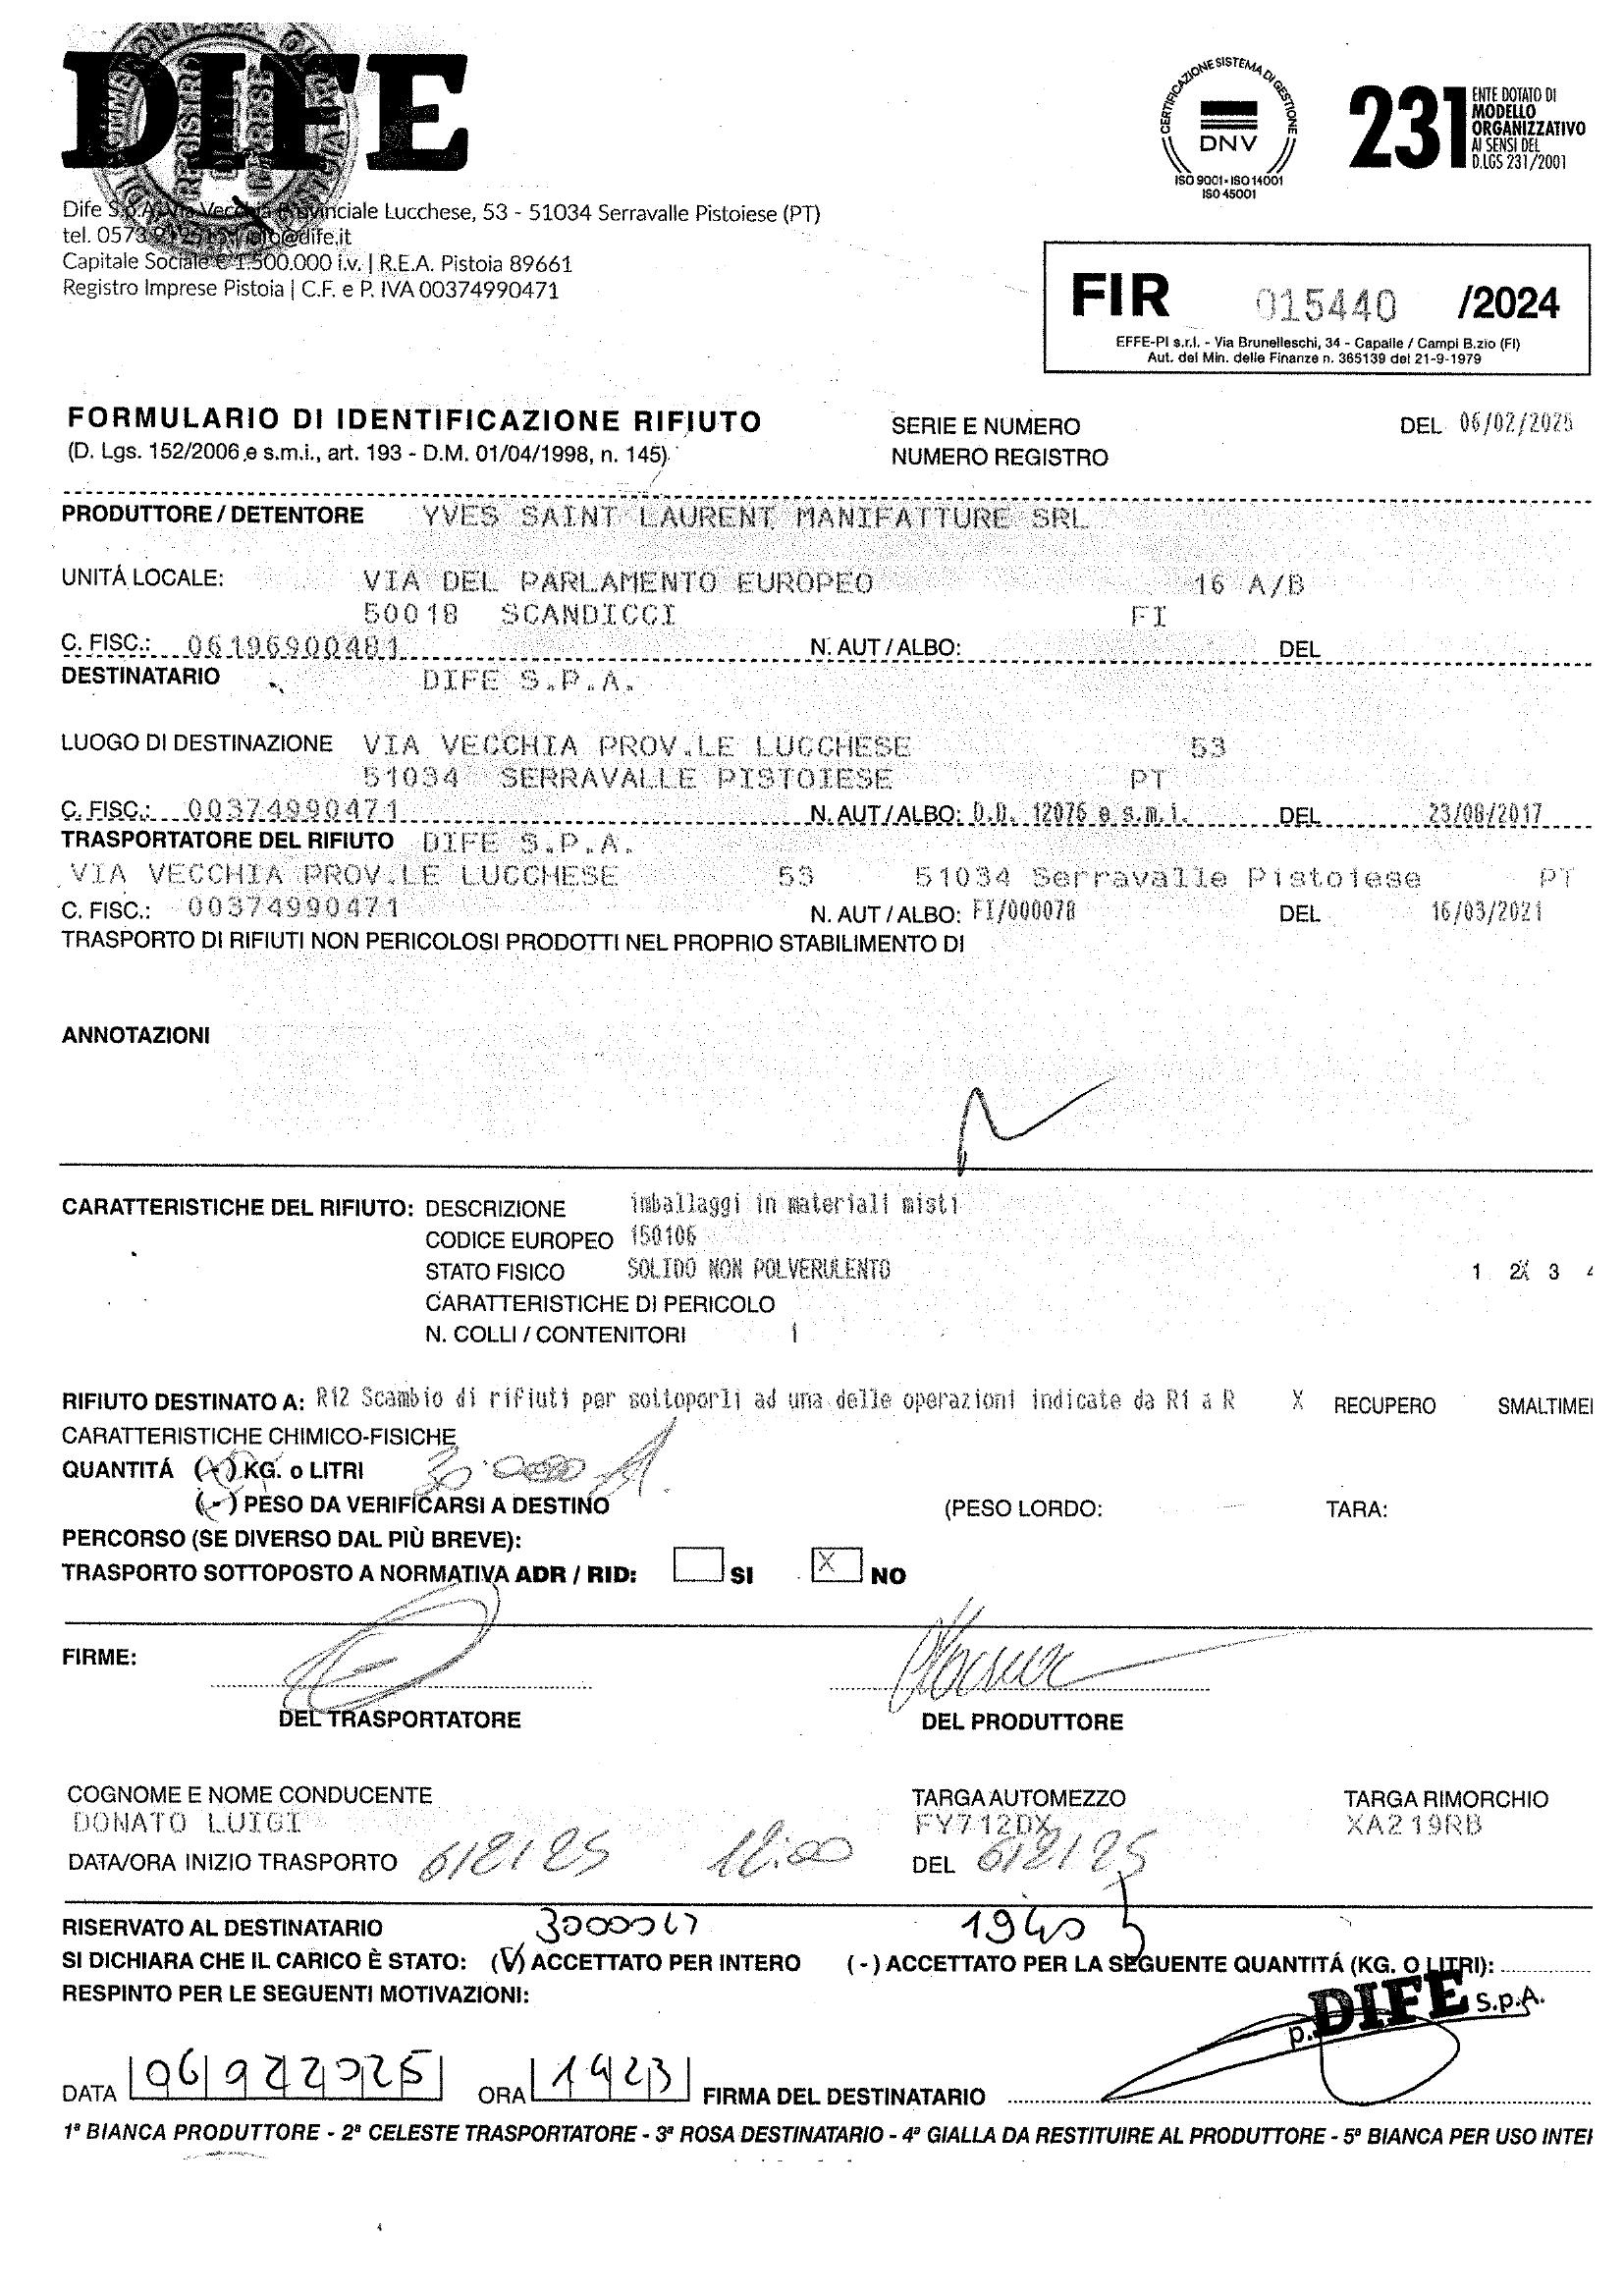 DIFE
CERTIFICAZIONE SISTEMA DI GESTIONE
DNV
ISO 9001 • ISO 14001
ISO 45001
231 ENTE DOTATO DI
MODELLO
ORGANIZZATIVO
AI SENSI DEL
D.LGS 231/2001
Dife S.p.A. Via Vecchia Provinciale Lucchese, 53 - 51034 Serravalle Pistoiese (PT)
tel. 0573 @dife.it
Capitale Sociale € 1.500.000 i.v. | R.E.A. Pistoia 89661
Registro Imprese Pistoia | C.F. e P. IVA 00374990471
FIR 015440 /2024
EFFE-PI s.r.l. - Via Brunelleschi, 34 - Capalle / Campi B.zio (FI)
Aut. del Min. delle Finanze n. 365139 del 21-9-1979
FORMULARIO DI IDENTIFICAZIONE RIFIUTO
(D. Lgs. 152/2006 e s.m.i., art. 193 - D.M. 01/04/1998, n. 145)
SERIE E NUMERO DEL 06/02/2025
NUMERO REGISTRO
PRODUTTORE / DETENTORE YVES SAINT LAURENT MANIFATTURE SRL
UNITÁ LOCALE: VIA DEL PARLAMENTO EUROPEO 16 A/B
50018 SCANDICCI FI
C. FISC.: 06196900481 N. AUT / ALBO: DEL
DESTINATARIO DIFE S.P.A.
LUOGO DI DESTINAZIONE VIA VECCHIA PROV.LE LUCCHESE 53
51034 SERRAVALLE PISTOIESE PT
C. FISC.: 00374990471 N. AUT / ALBO: D.D. 12076 e s.m.i. DEL 23/08/2017
TRASPORTATORE DEL RIFIUTO DIFE S.P.A.
VIA VECCHIA PROV.LE LUCCHESE 53 51034 Serravalle Pistoiese PT
C. FISC.: 00374990471 N. AUT / ALBO: FI/000078 DEL 16/03/2021
TRASPORTO DI RIFIUTI NON PERICOLOSI PRODOTTI NEL PROPRIO STABILIMENTO DI
ANNOTAZIONI
CARATTERISTICHE DEL RIFIUTO: DESCRIZIONE imballaggi in materiali misti
CODICE EUROPEO 150106
STATO FISICO SOLIDO NON POLVERULENTO 1 2X 3 4
CARATTERISTICHE DI PERICOLO
N. COLLI / CONTENITORI 1
RIFIUTO DESTINATO A: R12 Scambio di rifiuti per sottoporli ad una delle operazioni indicate da R1 a R X RECUPERO SMALTIME
CARATTERISTICHE CHIMICO-FISICHE
QUANTITÁ ( ) KG. o LITRI
(-) PESO DA VERIFICARSI A DESTINO (PESO LORDO: TARA:
PERCORSO (SE DIVERSO DAL PIÙ BREVE):
TRASPORTO SOTTOPOSTO A NORMATIVA ADR / RID: SI X NO
FIRME:
DEL TRASPORTATORE DEL PRODUTTORE
COGNOME E NOME CONDUCENTE TARGA AUTOMEZZO TARGA RIMORCHIO
DONATO LUIGI FY712DX XA219RB
DATA/ORA INIZIO TRASPORTO 6/2/25 12:00 DEL 6/2/25
RISERVATO AL DESTINATARIO 1940
SI DICHIARA CHE IL CARICO È STATO: (V) ACCETTATO PER INTERO (-) ACCETTATO PER LA SEGUENTE QUANTITÁ (KG. O LITRI):
RESPINTO PER LE SEGUENTI MOTIVAZIONI:
p. DIFE S.p.A.
DATA 06022025 ORA 1423 FIRMA DEL DESTINATARIO
1ª BIANCA PRODUTTORE - 2ª CELESTE TRASPORTATORE - 3ª ROSA DESTINATARIO - 4ª GIALLA DA RESTITUIRE AL PRODUTTORE - 5ª BIANCA PER USO INTE